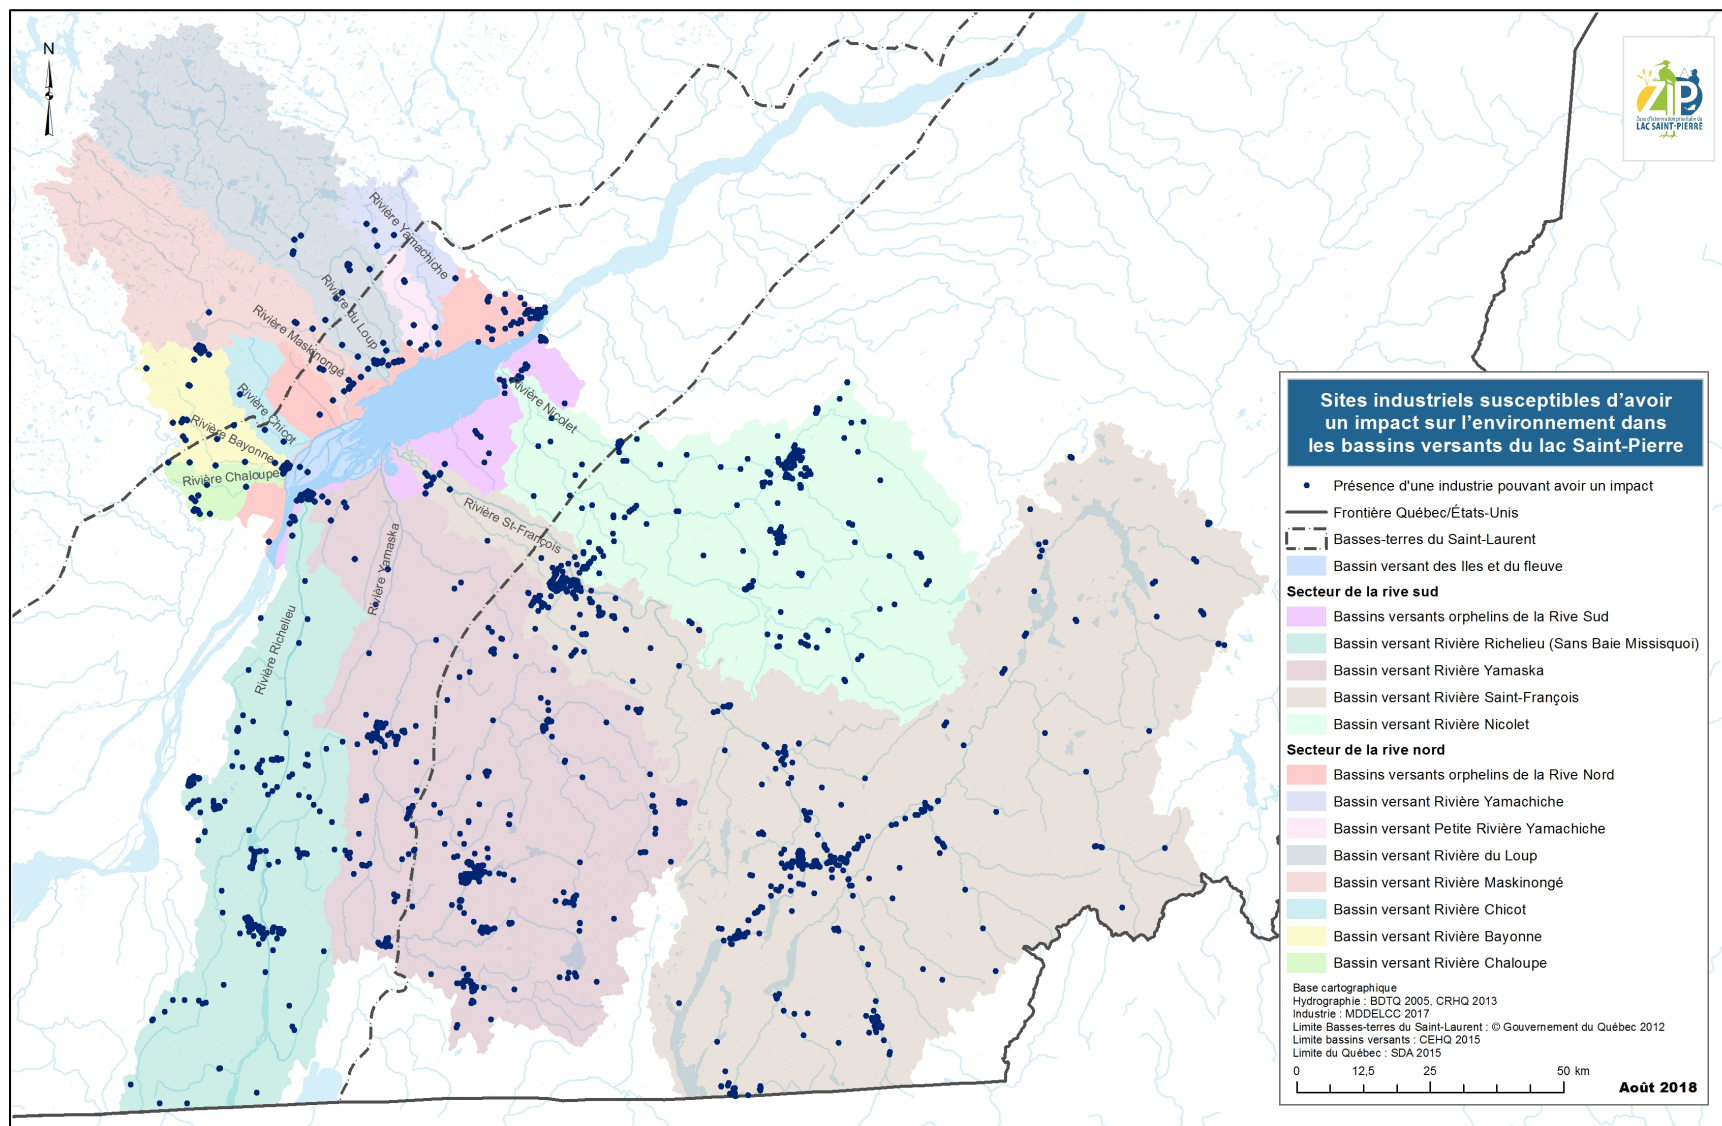 N
ZIP
Zone d'intervention prioritaire du
LAC SAINT-PIERRE
Rivière Yamachiche
Rivière du Loup
Rivière Maskinongé
Rivière Chicot
Rivière Bayonne
Rivière Chaloupe
Rivière Nicolet
Rivière St-François
Rivière Yamaska
Rivière Richelieu
Sites industriels susceptibles d'avoir
un impact sur l'environnement dans
les bassins versants du lac Saint-Pierre
Présence d'une industrie pouvant avoir un impact
Frontière Québec/États-Unis
Basses-terres du Saint-Laurent
Bassin versant des Iles et du fleuve
Secteur de la rive sud
Bassins versants orphelins de la Rive Sud
Bassin versant Rivière Richelieu (Sans Baie Missisquoi)
Bassin versant Rivière Yamaska
Bassin versant Rivière Saint-François
Bassin versant Rivière Nicolet
Secteur de la rive nord
Bassins versants orphelins de la Rive Nord
Bassin versant Rivière Yamachiche
Bassin versant Petite Rivière Yamachiche
Bassin versant Rivière du Loup
Bassin versant Rivière Maskinongé
Bassin versant Rivière Chicot
Bassin versant Rivière Bayonne
Bassin versant Rivière Chaloupe
Base cartographique
Hydrographie : BDTQ 2005, CRHQ 2013
Industrie : MDDELCC 2017
Limite Basses-terres du Saint-Laurent : © Gouvernement du Québec 2012
Limite bassins versants : CEHQ 2015
Limite du Québec : SDA 2015
0 12,5 25 50 km
Août 2018